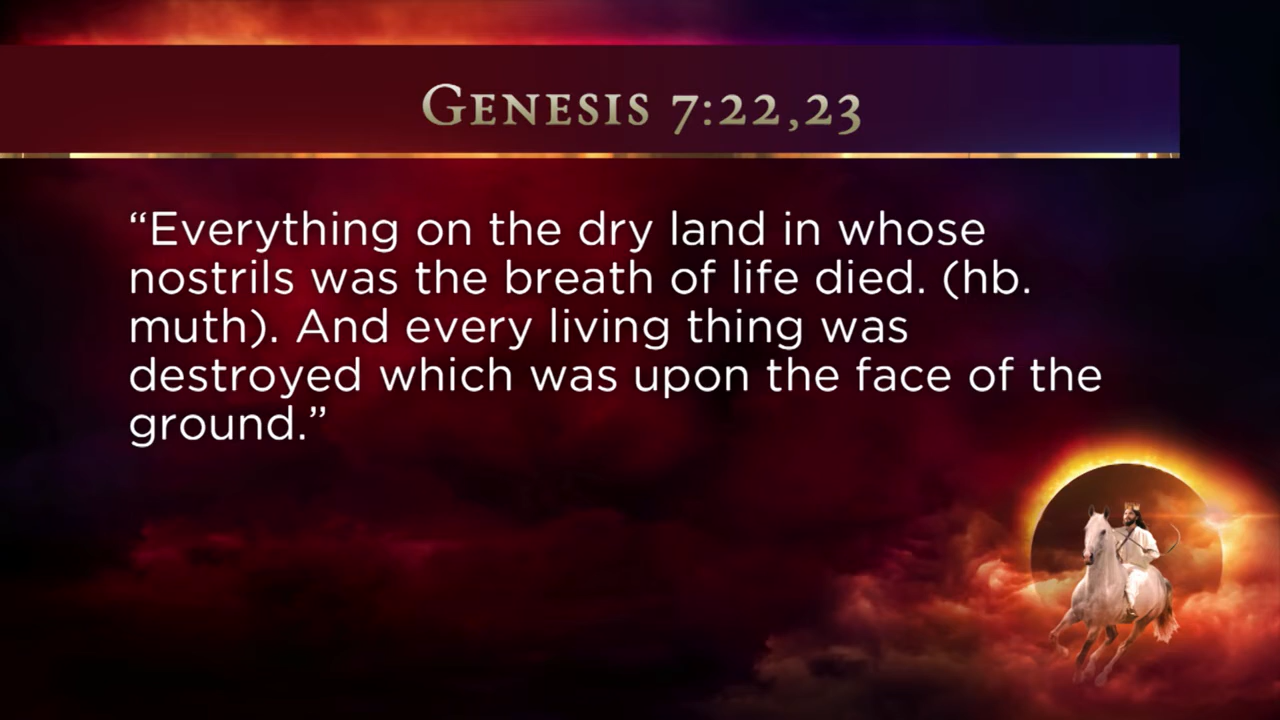 Genesis 7:22,23
“Everything on the dry land in whose
nostrils was the breath of life died. (hb.
muth). And every living thing was
destroyed which was upon the face of the
ground.”